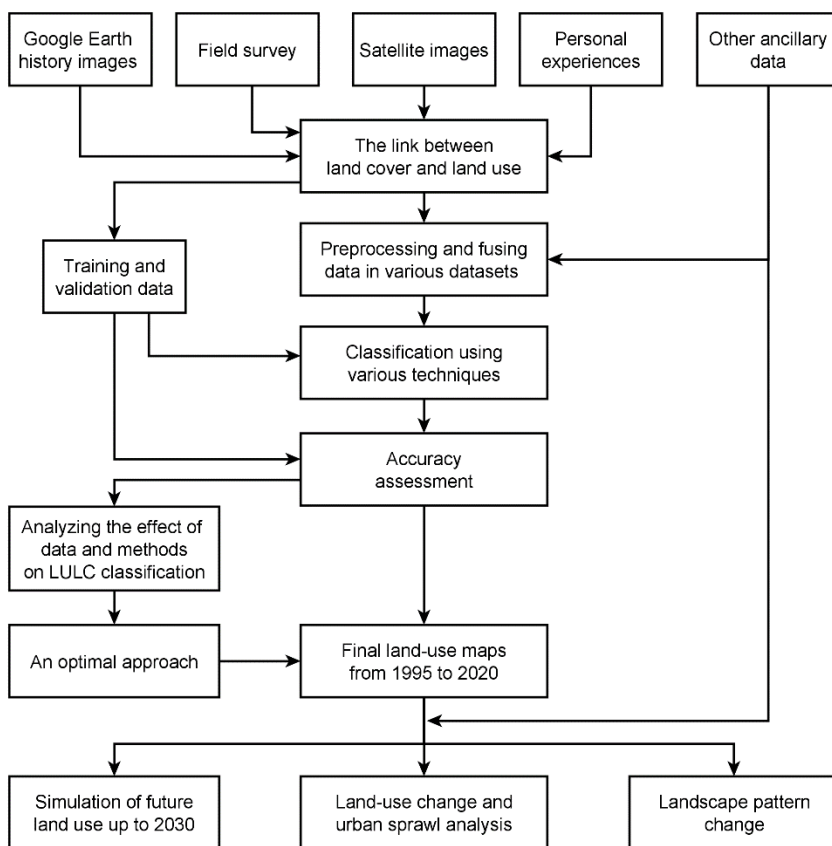 Google Earth
history images
Field survey
Satellite images
Personal
experiences
Other ancillary
data
The link between
land cover and land use
Training and
validation data
Preprocessing and fusing
data in various datasets
Classification using
various techniques
Accuracy
assessment
Analyzing the effect of
data and methods
on LULC classification
An optimal approach
Final land-use maps
from 1995 to 2020
Simulation of future
land use up to 2030
Land-use change and
urban sprawl analysis
Landscape pattern
change